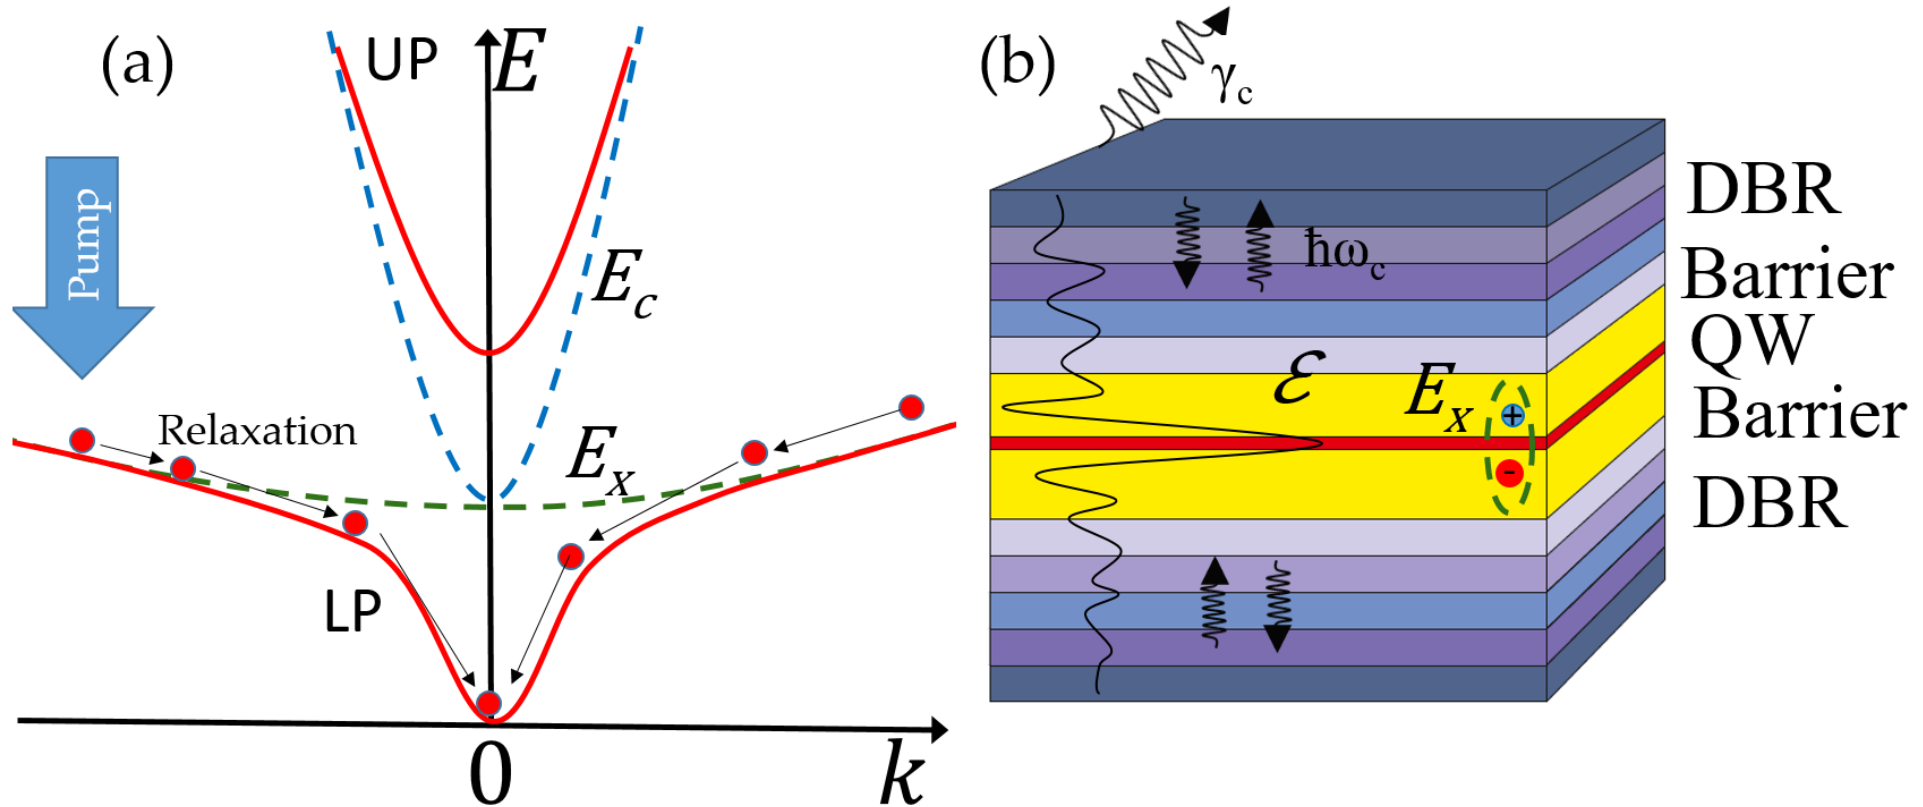 (a)
UP
E
Pump
E_c
Relaxation
E_x
LP
0
k
(b)
γ_c
ħω_c
ℰ
E_x
+
-
DBR
Barrier
QW
Barrier
DBR